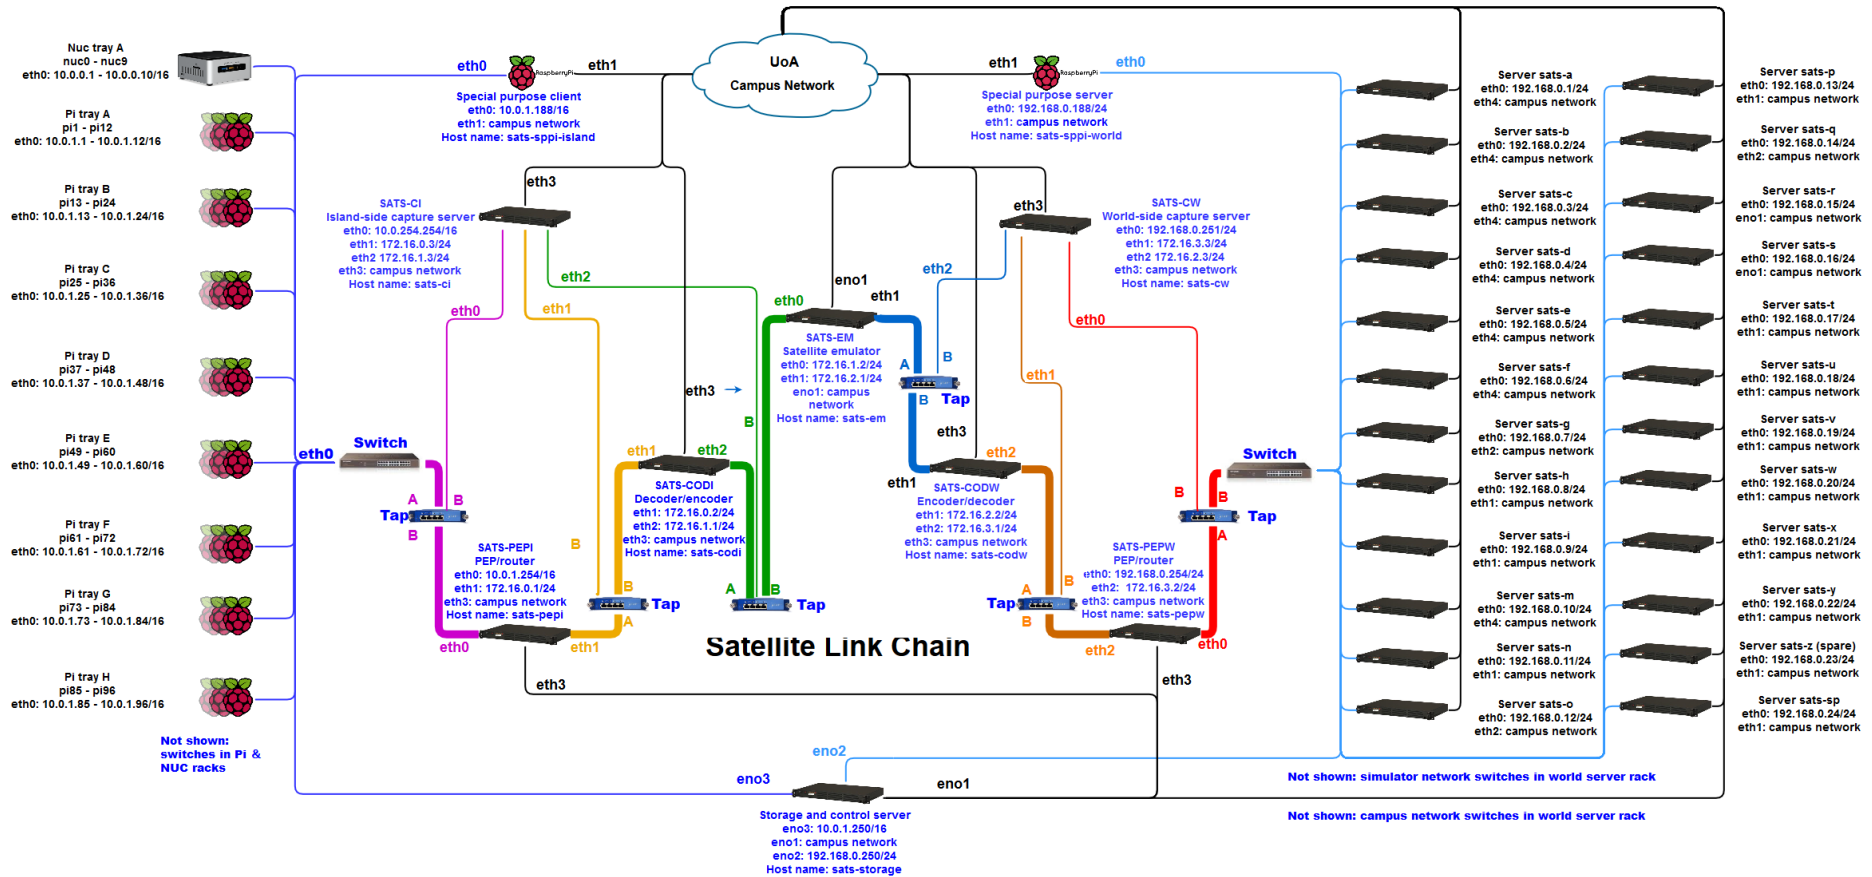 Nuc tray A
nuc0 - nuc9
eth0: 10.0.0.1 - 10.0.0.10/16
Pi tray A
pi1 - pi12
eth0: 10.0.1.1 - 10.0.1.12/16
Pi tray B
pi13 - pi24
eth0: 10.0.1.13 - 10.0.1.24/16
Pi tray C
pi25 - pi36
eth0: 10.0.1.25 - 10.0.1.36/16
Pi tray D
pi37 - pi48
eth0: 10.0.1.37 - 10.0.1.48/16
Pi tray E
pi49 - pi60
eth0: 10.0.1.49 - 10.0.1.60/16
Pi tray F
pi61 - pi72
eth0: 10.0.1.61 - 10.0.1.72/16
Pi tray G
pi73 - pi84
eth0: 10.0.1.73 - 10.0.1.84/16
Pi tray H
pi85 - pi96
eth0: 10.0.1.85 - 10.0.1.96/16
Not shown:
switches in Pi &
NUC racks
eth0
RaspberryPi
eth1
Special purpose client
eth0: 10.0.1.188/16
eth1: campus network
Host name: sats-sppi-island
UoA
Campus Network
eth1
RaspberryPi
eth0
Special purpose server
eth0: 192.168.0.188/24
eth1: campus network
Host name: sats-sppi-world
eth3
SATS-CI
Island-side capture server
eth0: 10.0.254.254/16
eth1: 172.16.0.3/24
eth2 172.16.1.3/24
eth3: campus network
Host name: sats-ci
eth0
eth1
eth2
eth3
SATS-CW
World-side capture server
eth0: 192.168.0.251/24
eth1: 172.16.3.3/24
eth2 172.16.2.3/24
eth3: campus network
Host name: sats-cw
eth2
eth0
eth1
eno1
eth0
eth1
SATS-EM
Satellite emulator
eth0: 172.16.1.2/24
eth1: 172.16.2.1/24
eno1: campus
network
Host name: sats-em
A
B
B
Tap
eth3
B
eth0
Switch
A
B
Tap
B
eth1
eth2
SATS-CODI
Decoder/encoder
eth1: 172.16.0.2/24
eth2: 172.16.1.1/24
eth3: campus network
Host name: sats-codi
SATS-PEPI
PEP/router
eth0: 10.0.1.254/16
eth1: 172.16.0.1/24
eth3: campus network
Host name: sats-pepi
B
B
Tap
A
eth0
eth1
eth3
A
B
Tap
eth3
eth2
eth1
SATS-CODW
Encoder/decoder
eth1: 172.16.2.2/24
eth2: 172.16.3.1/24
eth3: campus network
Host name: sats-codw
SATS-PEPW
PEP/router
eth0: 192.168.0.254/24
eth2: 172.16.3.2/24
eth3: campus network
Host name: sats-pepw
A
B
Tap
B
eth2
eth0
eth3
Switch
B
B
Tap
A
Satellite Link Chain
eno2
eno3
eno1
Storage and control server
eno3: 10.0.1.250/16
eno1: campus network
eno2: 192.168.0.250/24
Host name: sats-storage
Server sats-a
eth0: 192.168.0.1/24
eth4: campus network
Server sats-b
eth0: 192.168.0.2/24
eth4: campus network
Server sats-c
eth0: 192.168.0.3/24
eth4: campus network
Server sats-d
eth0: 192.168.0.4/24
eth4: campus network
Server sats-e
eth0: 192.168.0.5/24
eth4: campus network
Server sats-f
eth0: 192.168.0.6/24
eth4: campus network
Server sats-g
eth0: 192.168.0.7/24
eth2: campus network
Server sats-h
eth0: 192.168.0.8/24
eth1: campus network
Server sats-i
eth0: 192.168.0.9/24
eth1: campus network
Server sats-m
eth0: 192.168.0.10/24
eth4: campus network
Server sats-n
eth0: 192.168.0.11/24
eth1: campus network
Server sats-o
eth0: 192.168.0.12/24
eth2: campus network
Server sats-p
eth0: 192.168.0.13/24
eth1: campus network
Server sats-q
eth0: 192.168.0.14/24
eth2: campus network
Server sats-r
eth0: 192.168.0.15/24
eno1: campus network
Server sats-s
eth0: 192.168.0.16/24
eno1: campus network
Server sats-t
eth0: 192.168.0.17/24
eth1: campus network
Server sats-u
eth0: 192.168.0.18/24
eth1: campus network
Server sats-v
eth0: 192.168.0.19/24
eth1: campus network
Server sats-w
eth0: 192.168.0.20/24
eth1: campus network
Server sats-x
eth0: 192.168.0.21/24
eth1: campus network
Server sats-y
eth0: 192.168.0.22/24
eth1: campus network
Server sats-z (spare)
eth0: 192.168.0.23/24
eth1: campus network
Server sats-sp
eth0: 192.168.0.24/24
eth1: campus network
Not shown: simulator network switches in world server rack
Not shown: campus network switches in world server rack